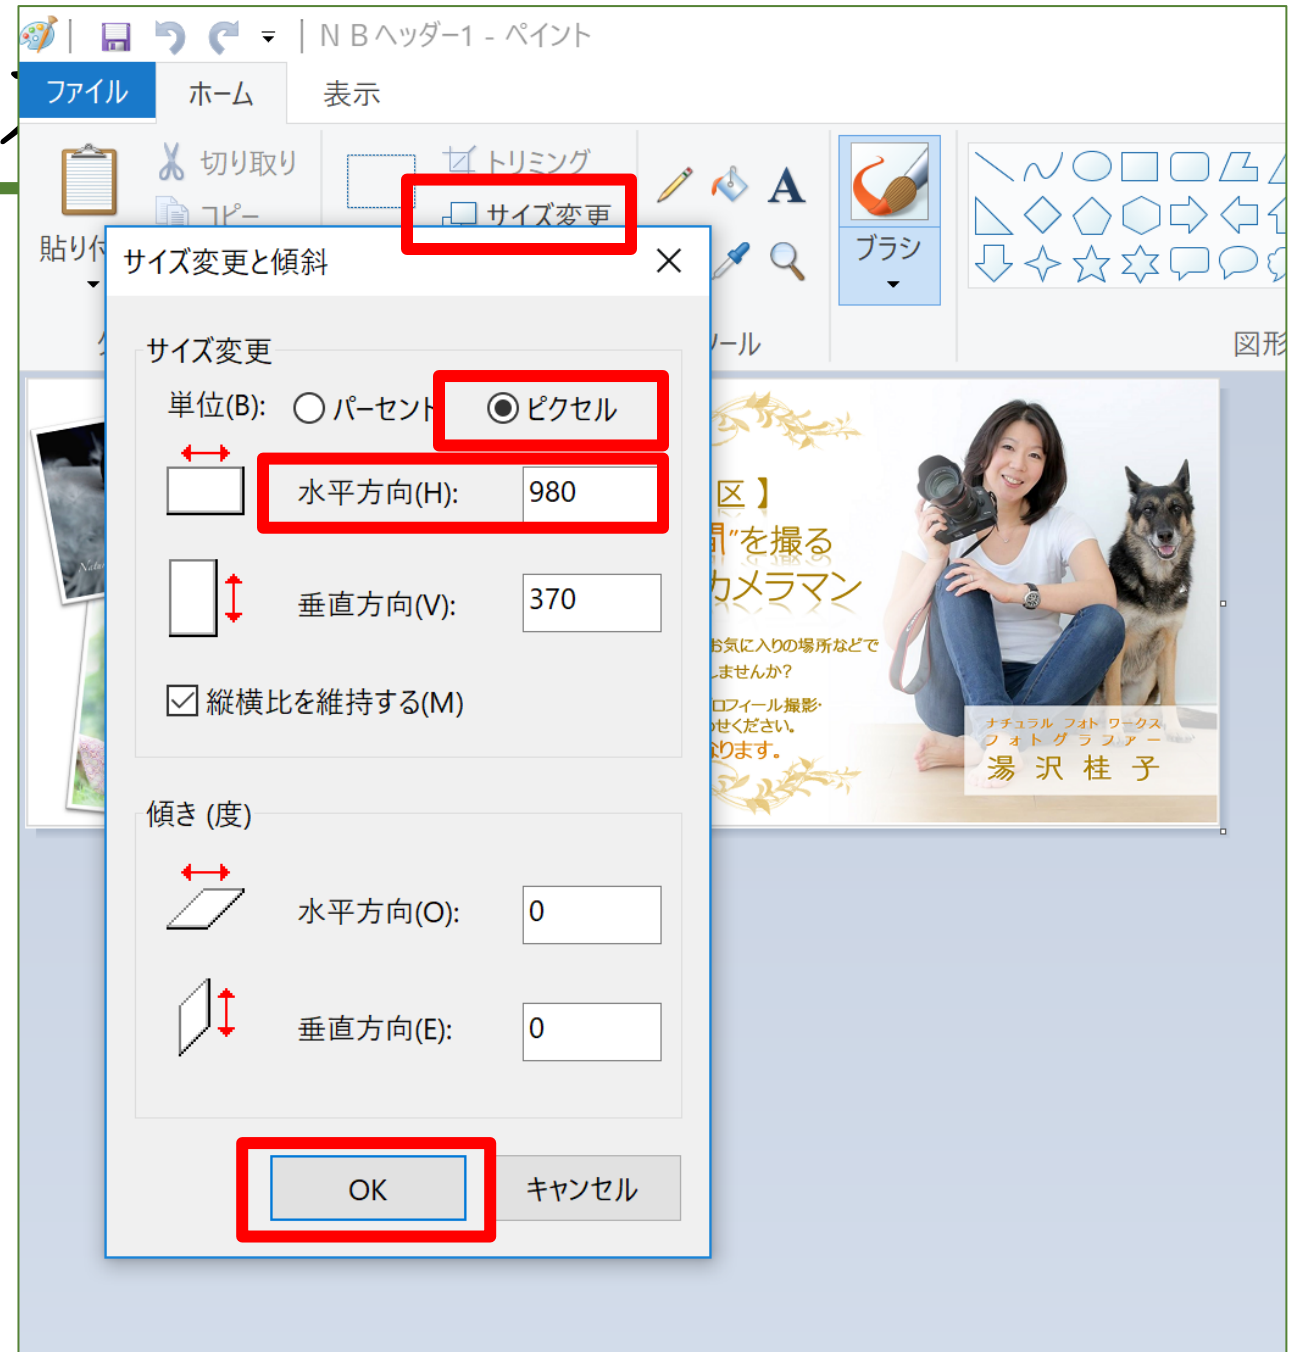 N B ヘッダー1 - ペイント
ファイル ホーム 表示
切り取り
トリミング
コピー
サイズ変更
A
貼り付
ブラシ
ツール
図形
サイズ変更と傾斜
サイズ変更
単位(B): パーセント ピクセル
水平方向(H): 980
垂直方向(V): 370
縦横比を維持する(M)
傾き (度)
水平方向(O): 0
垂直方向(E): 0
OK キャンセル
区】
間"を撮る
カメラマン
お気に入りの場所などで
しませんか?
ロフィール撮影・
わせください。
なります。
ナチュラル フォト ワークス
フォトグラファー
湯沢桂子